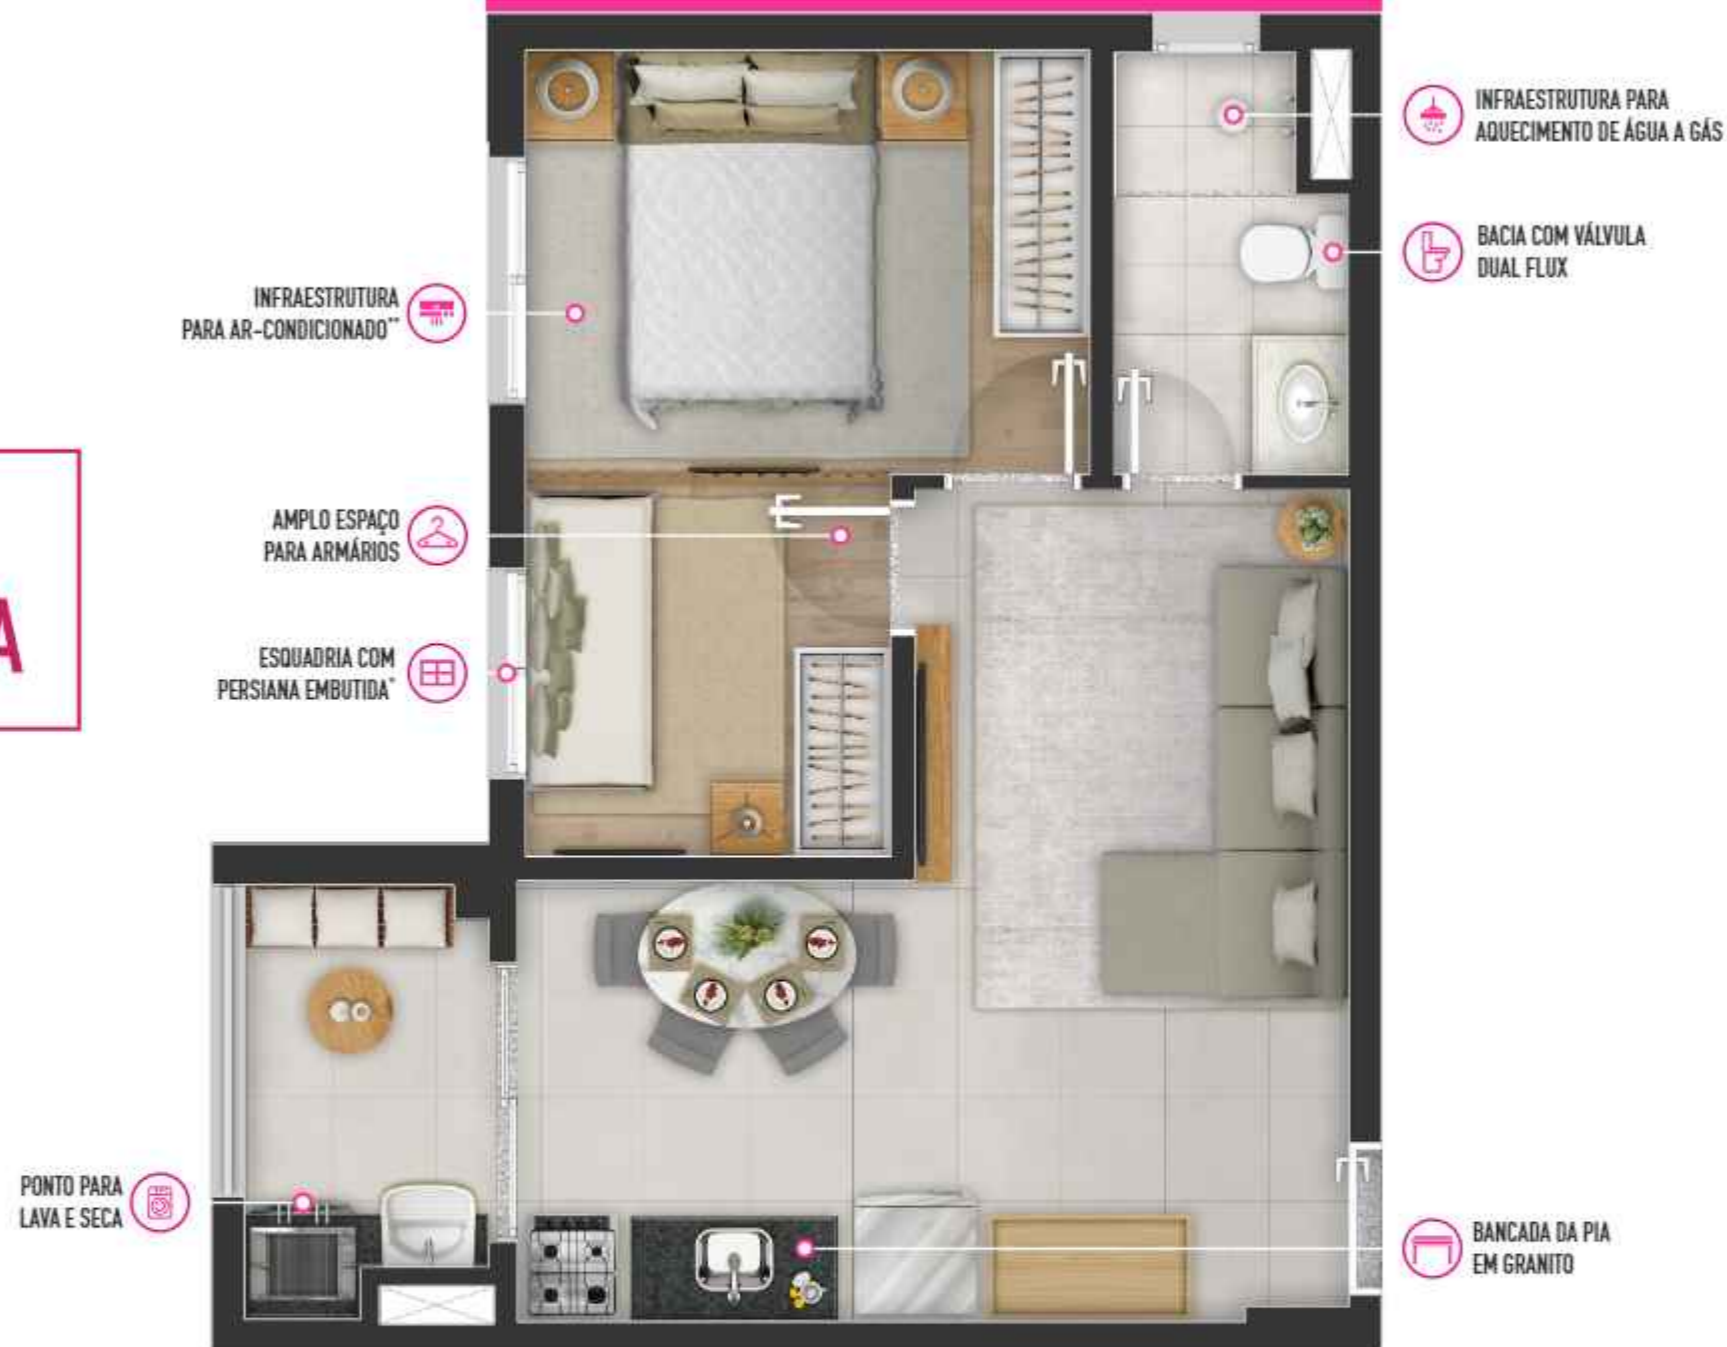 INFRAESTRUTURA PARA
AQUECIMENTO DE ÁGUA A GÁS
BACIA COM VÁLVULA
DUAL FLUX
INFRAESTRUTURA
PARA AR-CONDICIONADO**
AMPLO ESPAÇO
PARA ARMÁRIOS
A
ESQUADRIA COM
PERSIANA EMBUTIDA*
PONTO PARA
LAVA E SECA
BANCADA DA PIA
EM GRANITO